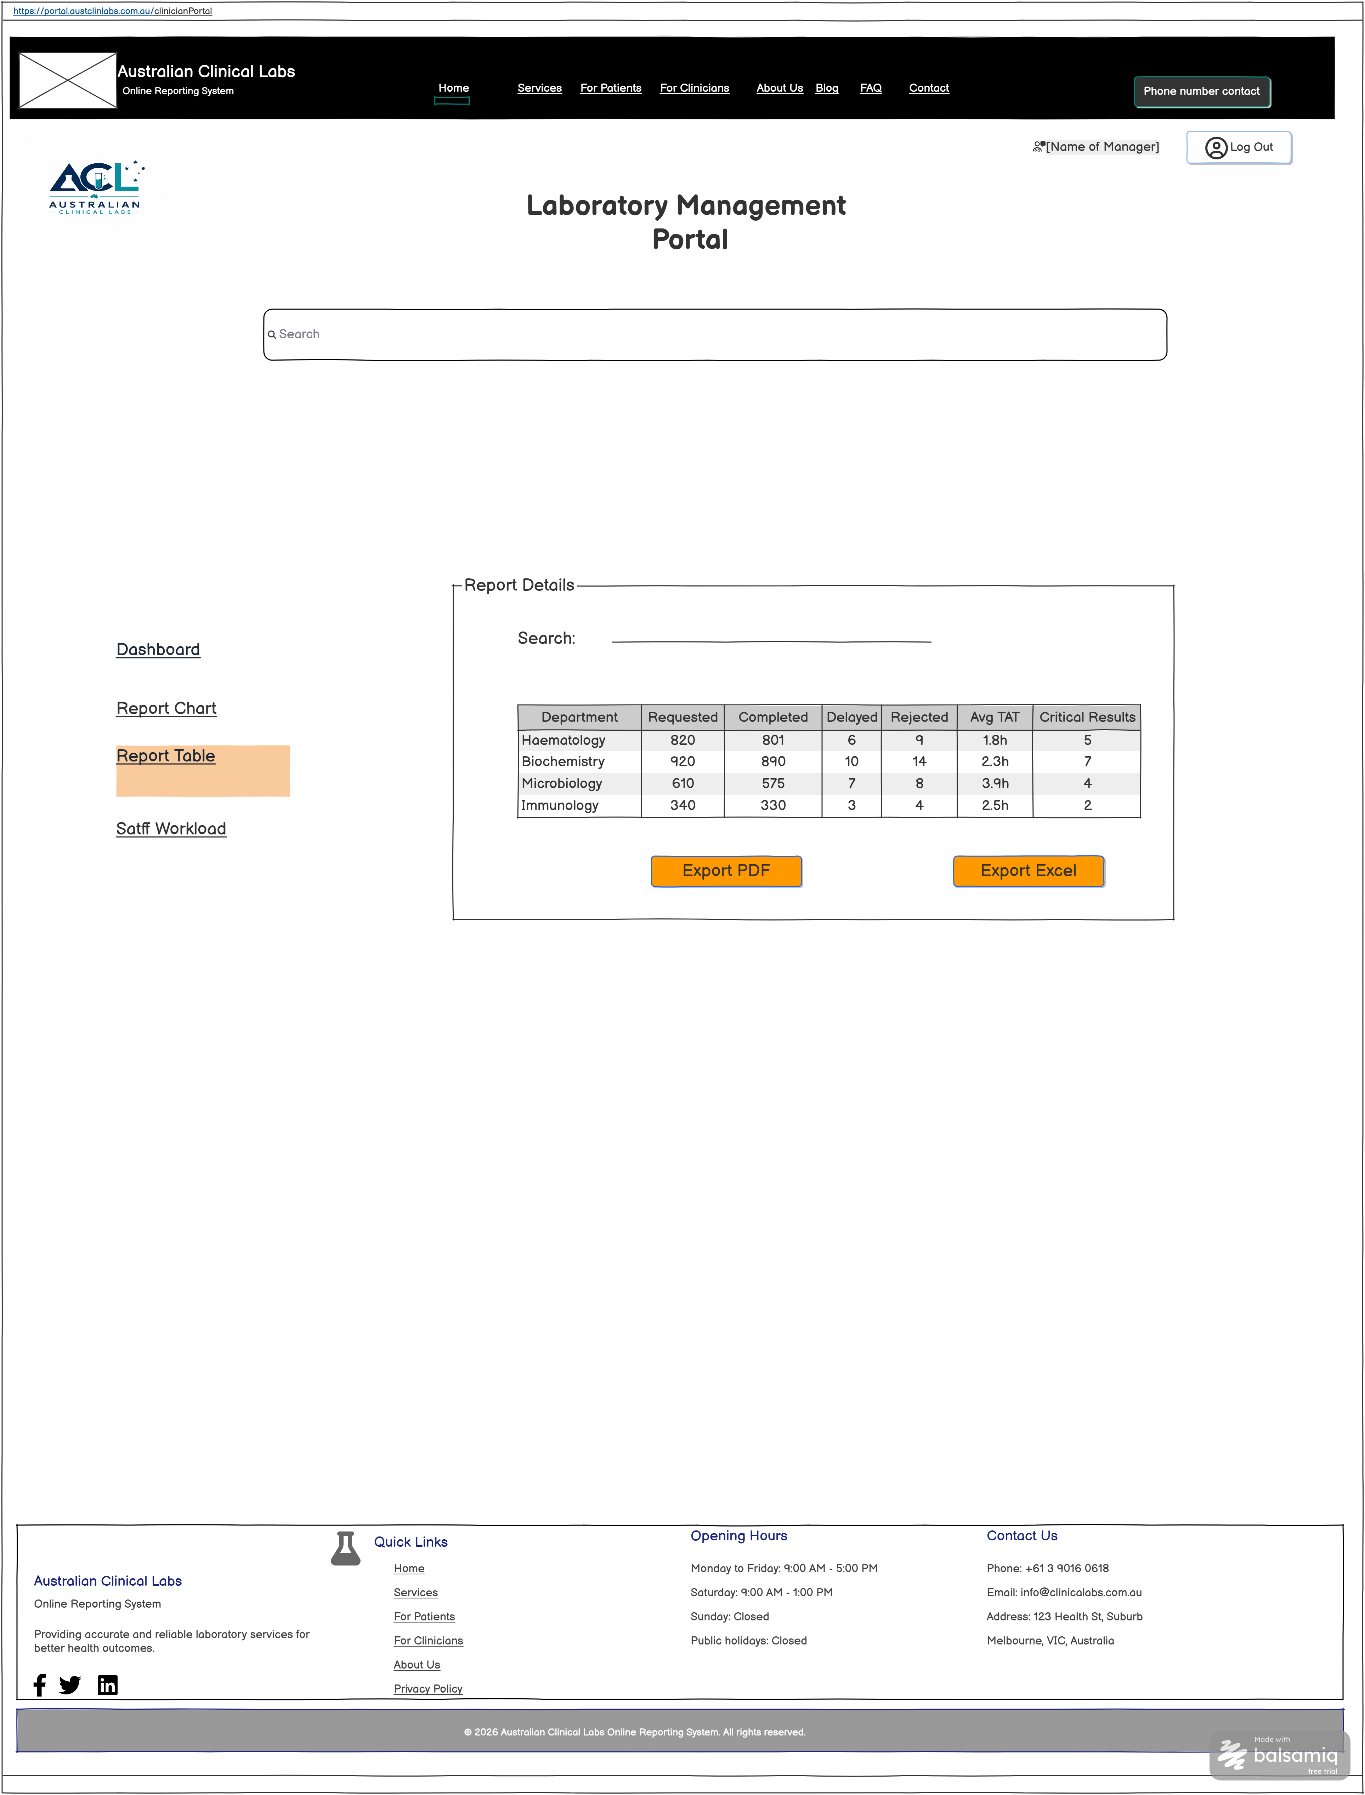 https://portal.austclinlabs.com.au/clinicianPortal
Australian Clinical Labs
Online Reporting System
Home Services For Patients For Clinicians About Us Blog FAQ Contact
Phone number contact
[Name of Manager]
Log Out
ACL
AUSTRALIAN
CLINICAL LABS
Laboratory Management
Portal
Search
Report Details
Search:
Dashboard
Report Chart
Report Table
Satff Workload
Department Requested Completed Delayed Rejected Avg TAT Critical Results
Haematology 820 801 6 9 1.8h 5
Biochemistry 920 890 10 14 2.3h 7
Microbiology 610 575 7 8 3.9h 4
Immunology 340 330 3 4 2.5h 2
Export PDF Export Excel
Australian Clinical Labs
Online Reporting System
Providing accurate and reliable laboratory services for
better health outcomes.
Quick Links
Home
Services
For Patients
For Clinicians
About Us
Privacy Policy
Opening Hours
Monday to Friday: 9:00 AM - 5:00 PM
Saturday: 9:00 AM - 1:00 PM
Sunday: Closed
Public holidays: Closed
Contact Us
Phone: +61 3 9016 0618
Email: info@clinicalabs.com.au
Address: 123 Health St, Suburb
Melbourne, VIC, Australia
© 2026 Australian Clinical Labs Online Reporting System. All rights reserved.
Made with
balsamiq
free trial